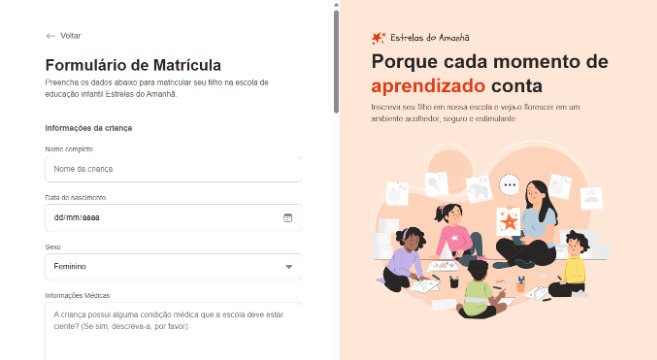 Voltar
Formulário de Matrícula
Preencha os dados abaixo para matricular seu filho na escola de
educação infantil Estrelas do Amanhã.
Informações da criança
Nome completo
Nome da criança
Data de nascimento
dd/mm/aaaa
Sexo
Feminino
Informações Médicas
A criança possui alguma condição médica que a escola deve estar
ciente? (Se sim, descreva-a, por favor)
Estrelas do Amanhã
Porque cada momento de
aprendizado conta
Inscreva seu filho em nossa escola e veja-o florescer em um
ambiente acolhedor, seguro e estimulante